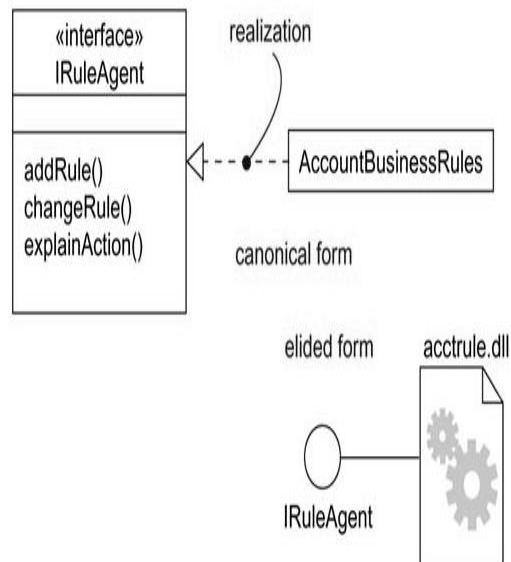 «interface»
IRuleAgent
addRule()
changeRule()
explainAction()
realization
AccountBusinessRules
canonical form
elided form
acctrule.dll
IRuleAgent